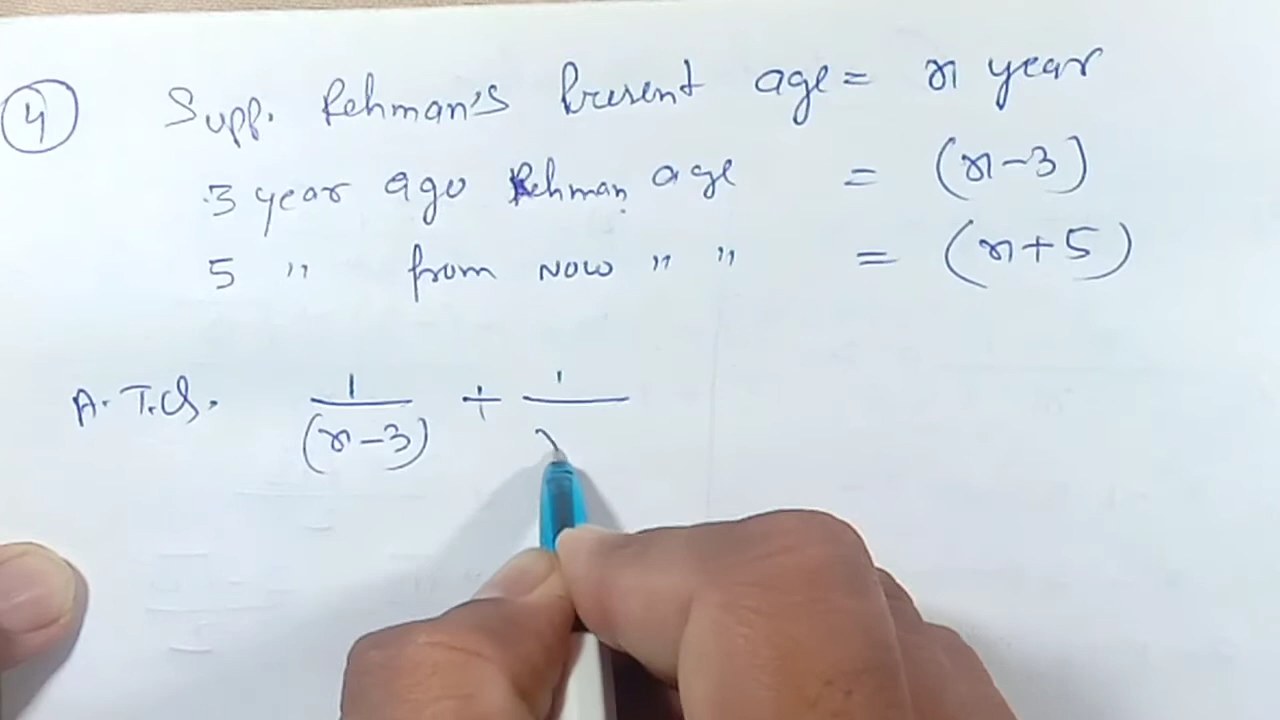 4 Supp. Rehman's Present age = x year
3 year ago Rehman age = (x-3)
5 " from NOW " " = (x+5)
A.T.Q. 1/(x-3) + 1/x